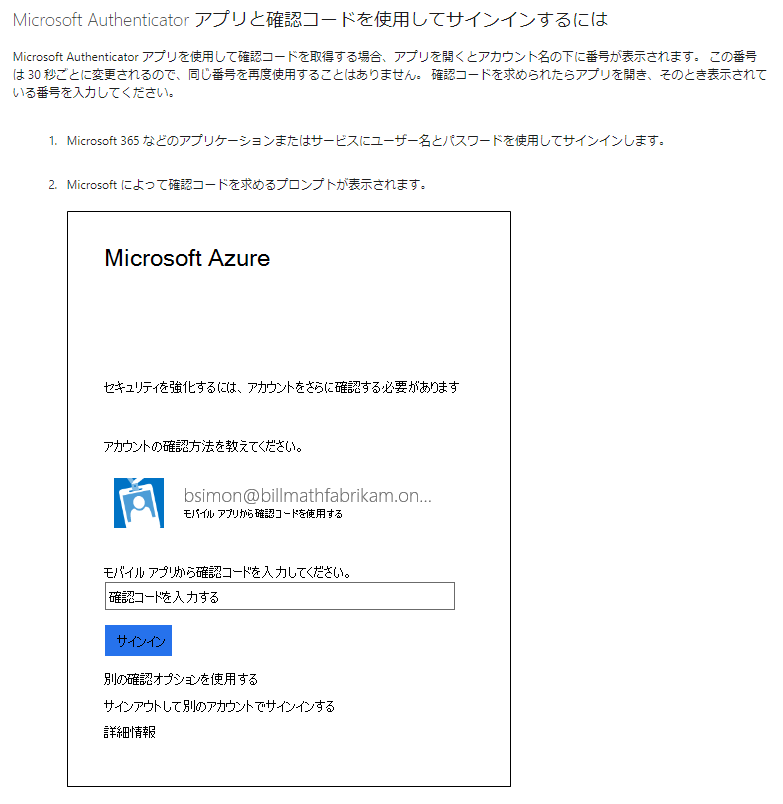 Microsoft Authenticator アプリと確認コードを使用してサインインするには
Microsoft Authenticator アプリを使用して確認コードを取得する場合、アプリを開くとアカウント名の下に番号が表示されます。 この番号
は 30 秒ごとに変更されるので、同じ番号を再度使用することはありません。 確認コードを求められたらアプリを開き、そのとき表示されて
いる番号を入力してください。
1. Microsoft 365 などのアプリケーションまたはサービスにユーザー名とパスワードを使用してサインインします。
2. Microsoft によって確認コードを求めるプロンプトが表示されます。
Microsoft Azure
セキュリティを強化するには、アカウントをさらに確認する必要があります
アカウントの確認方法を教えてください。
bsimon@billmathfabrikam.on...
モバイル アプリから確認コードを使用する
モバイル アプリから確認コードを入力してください。
確認コードを入力する
サインイン
別の確認オプションを使用する
サインアウトして別のアカウントでサインインする
詳細情報